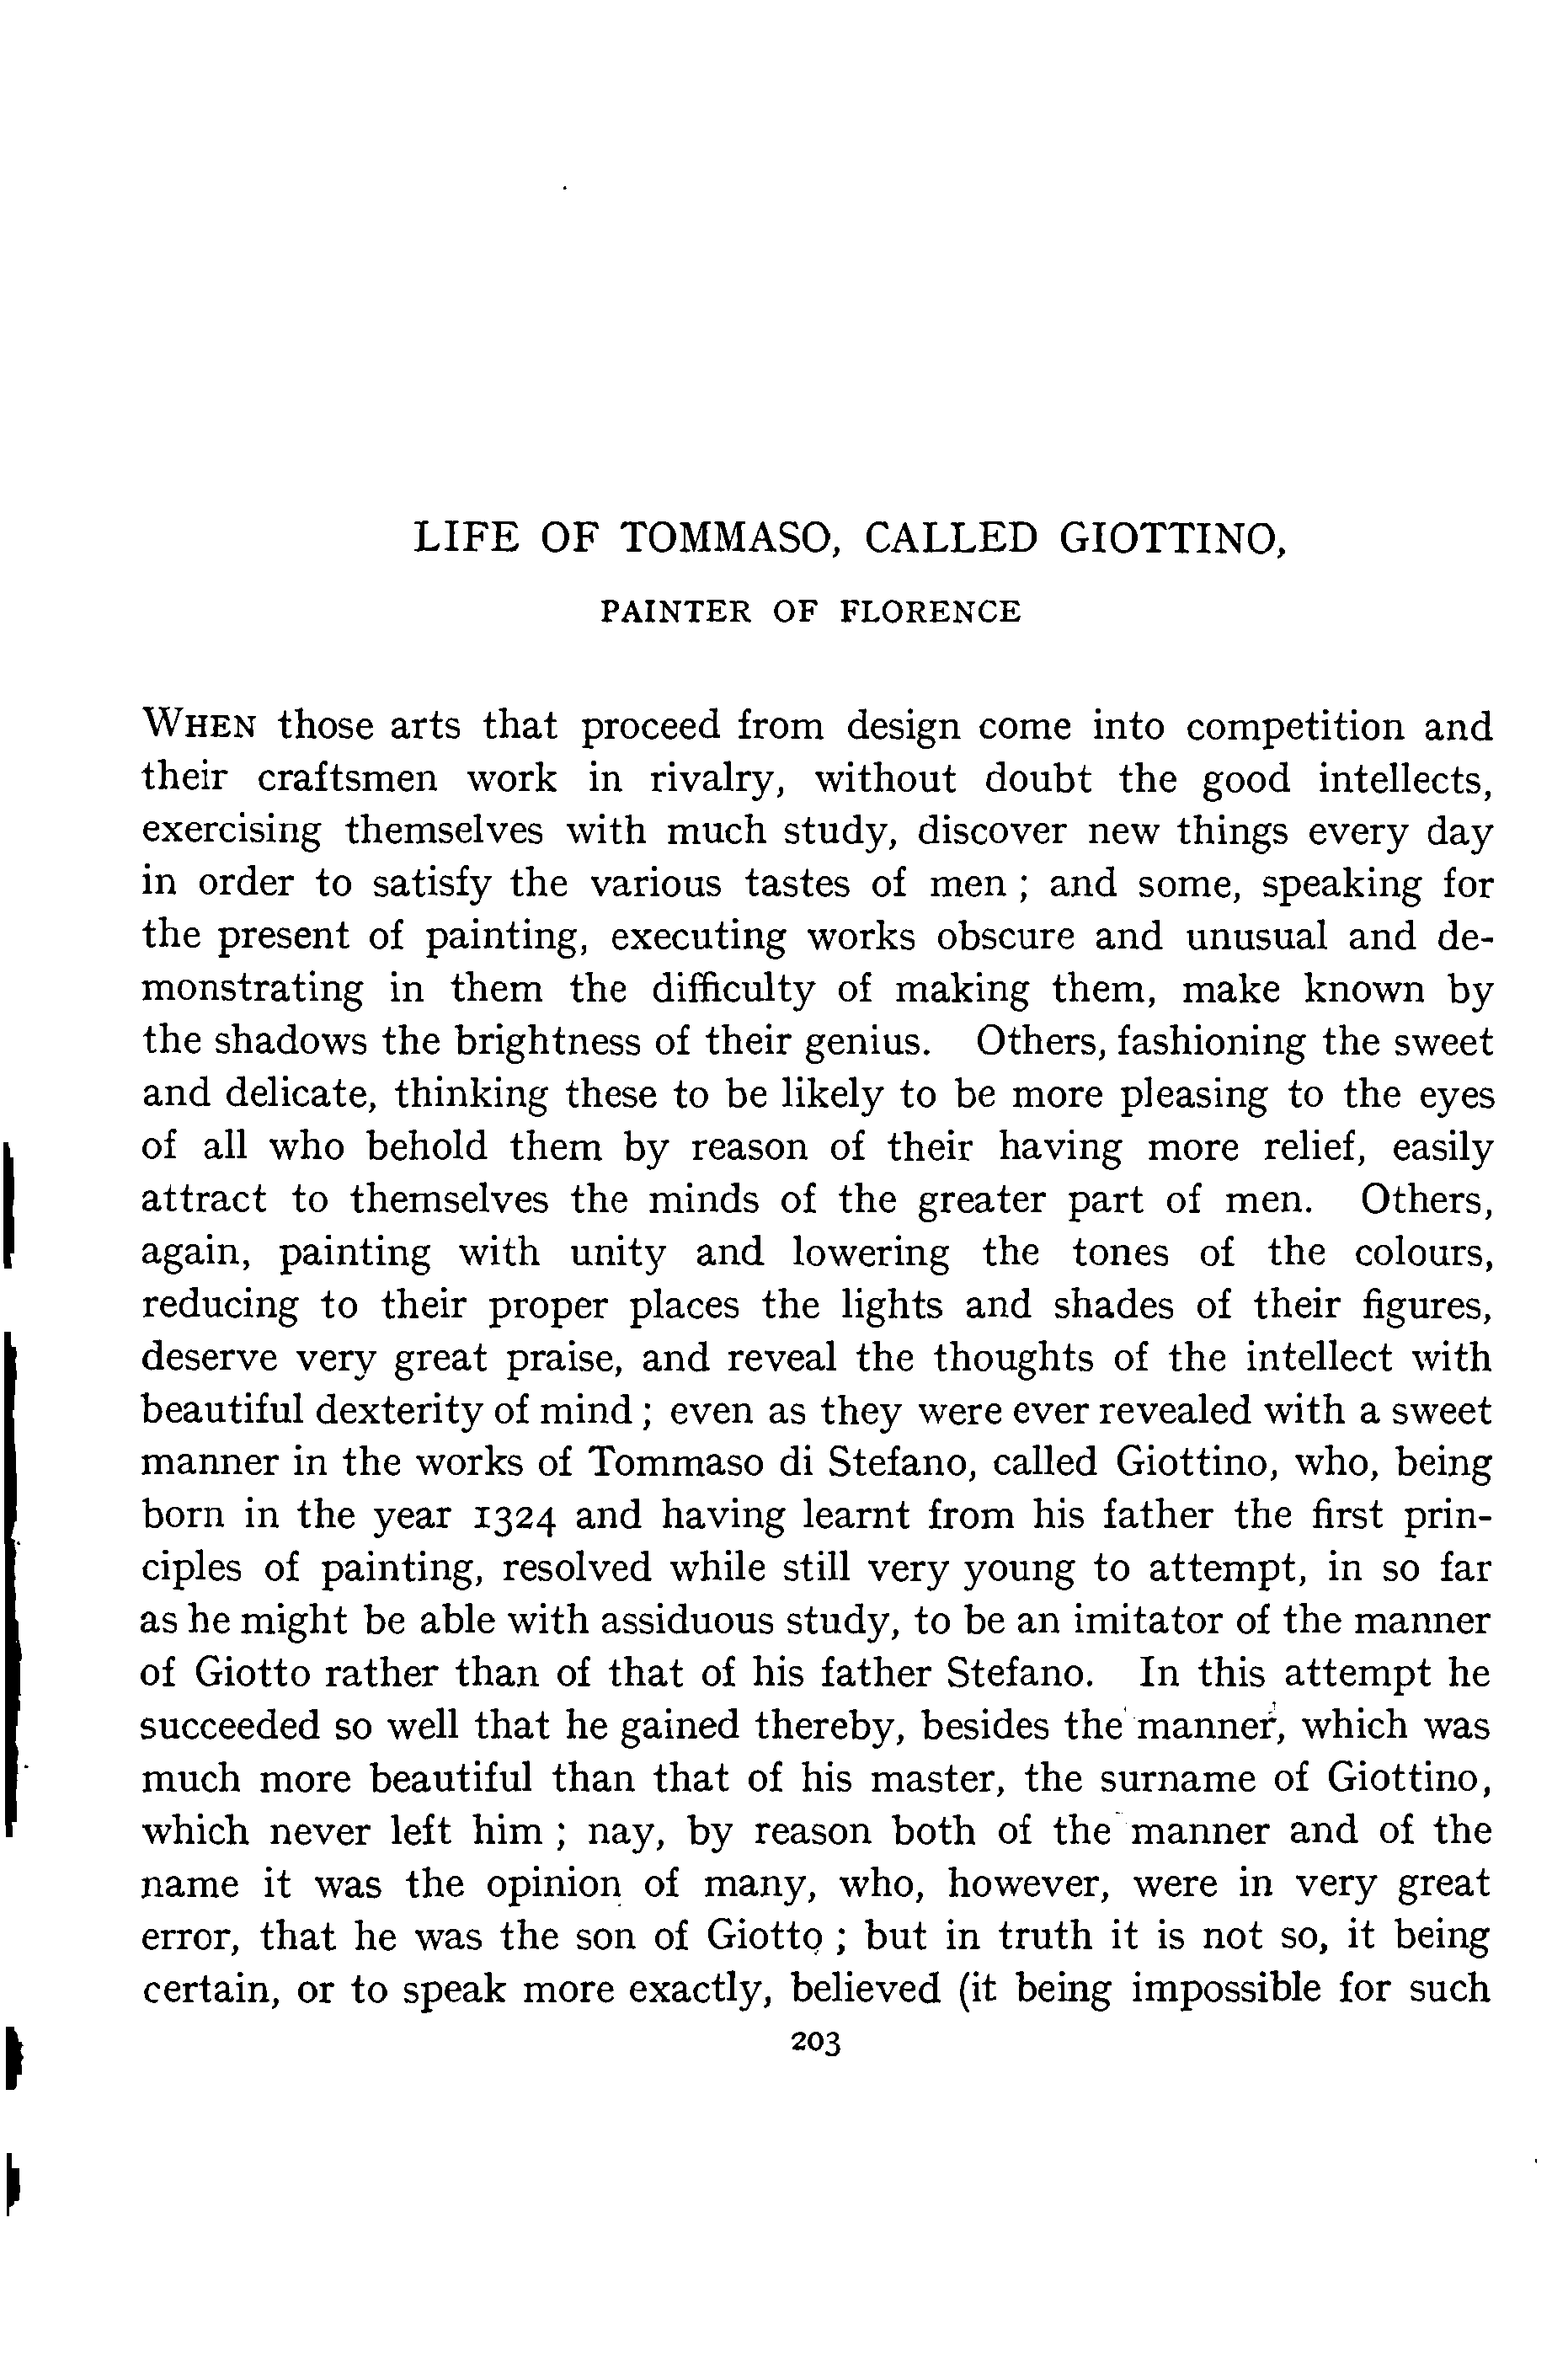 LIFE OF TOMMASO, CALLED GIOTTINO,
PAINTER OF FLORENCE
WHEN those arts that proceed from design come into competition and
their craftsmen work in rivalry, without doubt the good intellects,
exercising themselves with much study, discover new things every day
in order to satisfy the various tastes of men ; and some, speaking for
the present of painting, executing works obscure and unusual and de-
monstrating in them the difficulty of making them, make known by
the shadows the brightness of their genius. Others, fashioning the sweet
and delicate, thinking these to be likely to be more pleasing to the eyes
of all who behold them by reason of their having more relief, easily
attract to themselves the minds of the greater part of men. Others,
again, painting with unity and lowering the tones of the colours,
reducing to their proper places the lights and shades of their figures,
deserve very great praise, and reveal the thoughts of the intellect with
beautiful dexterity of mind ; even as they were ever revealed with a sweet
manner in the works of Tommaso di Stefano, called Giottino, who, being
born in the year 1324 and having learnt from his father the first prin-
ciples of painting, resolved while still very young to attempt, in so far
as he might be able with assiduous study, to be an imitator of the manner
of Giotto rather than of that of his father Stefano. In this attempt he
succeeded so well that he gained thereby, besides the manner, which was
much more beautiful than that of his master, the surname of Giottino,
which never left him ; nay, by reason both of the manner and of the
name it was the opinion of many, who, however, were in very great
error, that he was the son of Giotto ; but in truth it is not so, it being
certain, or to speak more exactly, believed (it being impossible for such
203